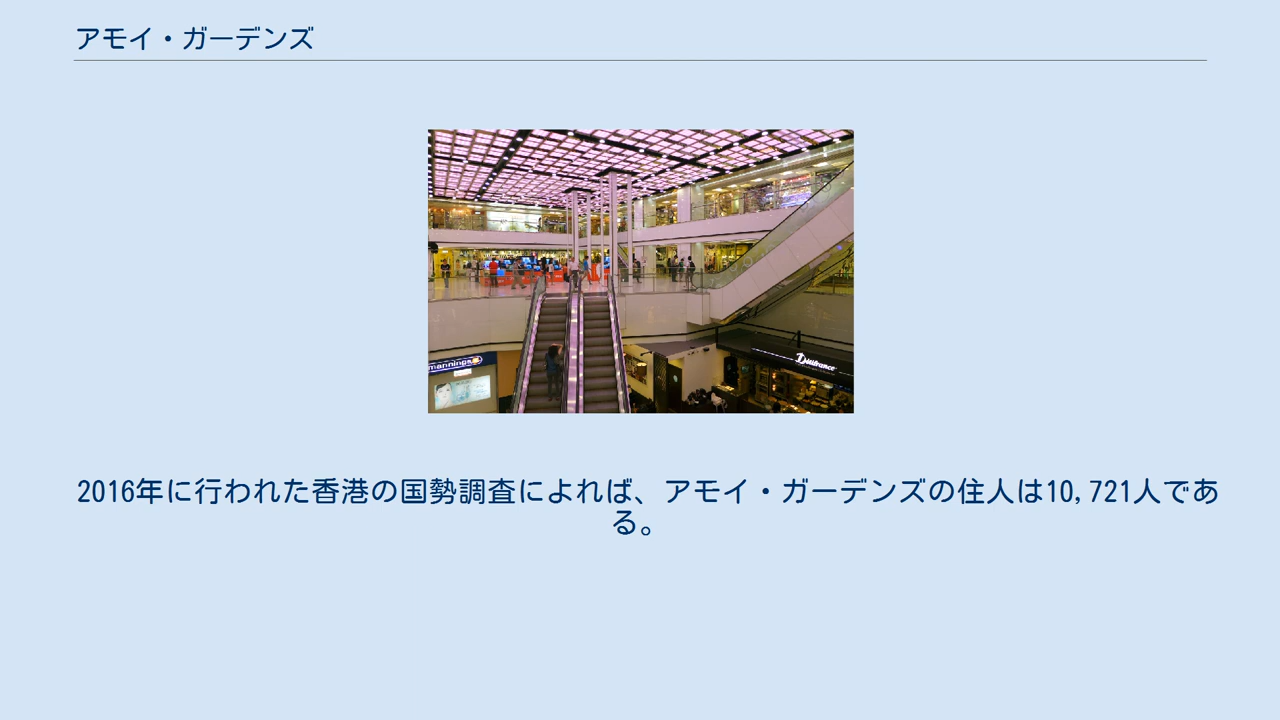 アモイ・ガーデンズ
mannings
Délifrance
2016年に行われた香港の国勢調査によれば、アモイ・ガーデンズの住人は10,721人であ
る。